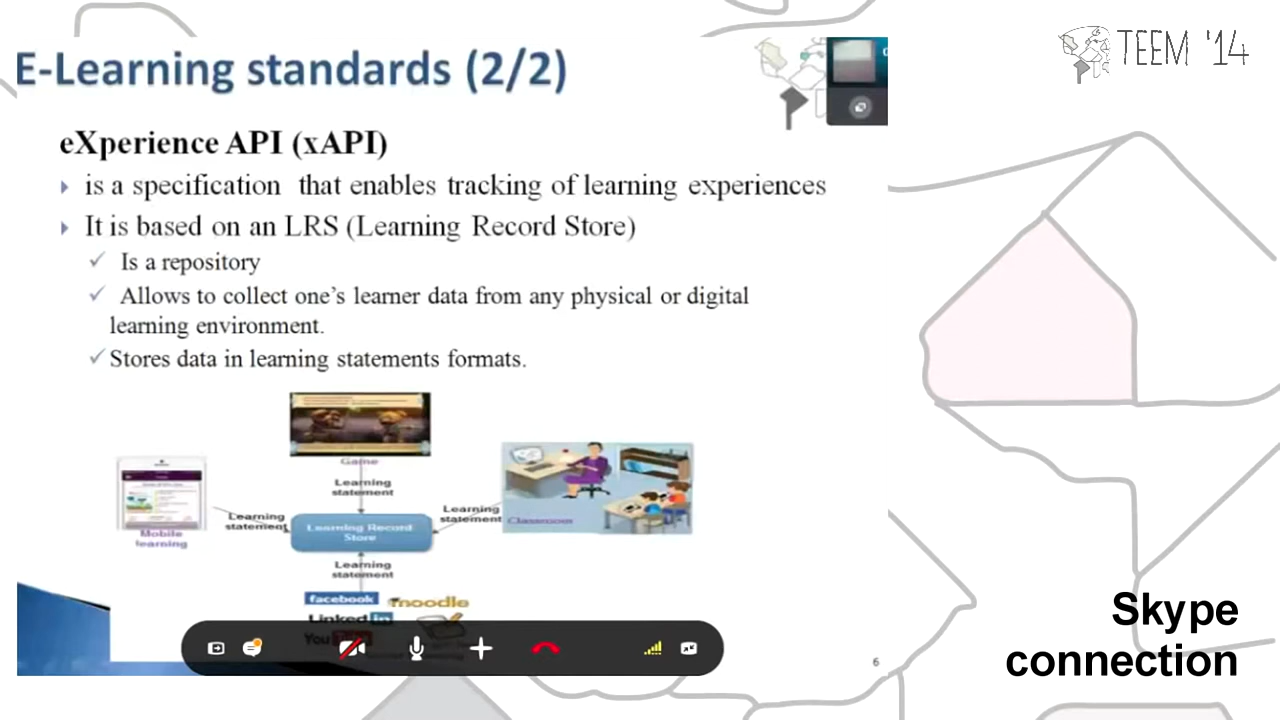 TEEM '14
E-Learning standards (2/2)
eXperience API (xAPI)
is a specification that enables tracking of learning experiences
It is based on an LRS (Learning Record Store)
Is a repository
Allows to collect one's learner data from any physical or digital
learning environment.
Stores data in learning statements formats.
Game
Learning
statement
Learning
statement
Mobile
learning
Learning Record
Store
Learning
statement
Classroom
Learning
statement
facebook
moodle
Linked in
You
6
Skype
connection